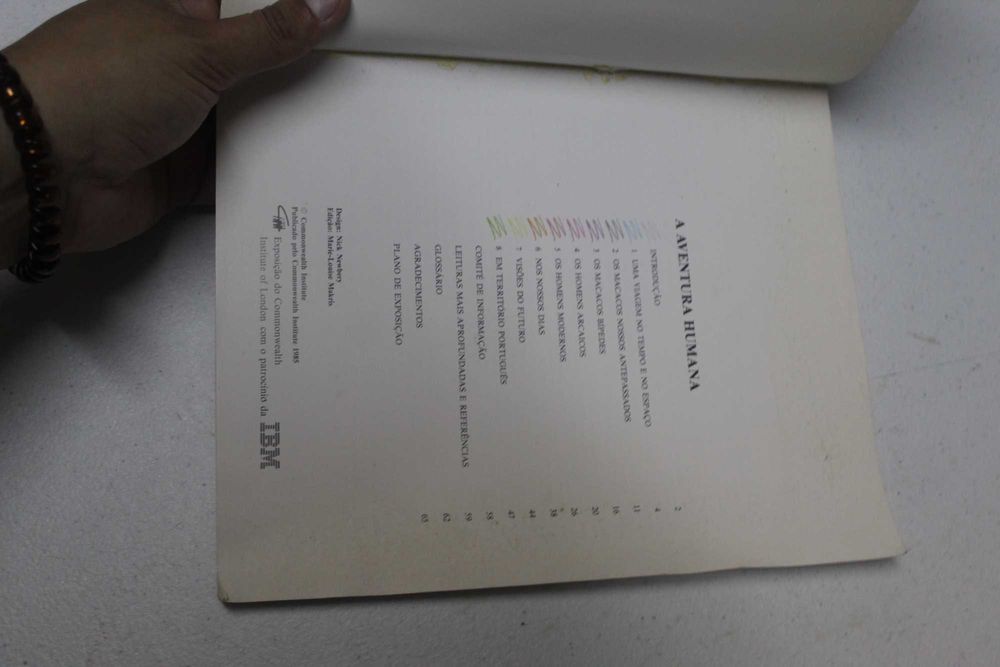 A AVENTURA HUMANA
INTRODUÇÃO 2
1 UMA VIAGEM NO TEMPO E NO ESPAÇO 4
2 OS MACACOS NOSSOS ANTEPASSADOS 11
3 OS MACACOS BIPEDES 16
4 OS HOMENS ARCAICOS 20
5 OS HOMENS MODERNOS 26
6 NOS NOSSOS DIAS 38
7 VISÕES DO FUTURO 44
8 EM TERRITÓRIO PORTUGUÊS 47
COMITÉ DE INFORMAÇÃO 58
LEITURAS MAIS APROFUNDADAS E REFERÊNCIAS 59
GLOSSÁRIO 62
AGRADECIMENTOS 63
PLANO DE EXPOSIÇÃO
Design: Nick Newbery
Edição: Marie-Louise Makris
© Commonwealth Institute
Publicado pelo Commonwealth Institute 1985
Exposição do Commonwealth
Institute of London com o patrocínio da IBM